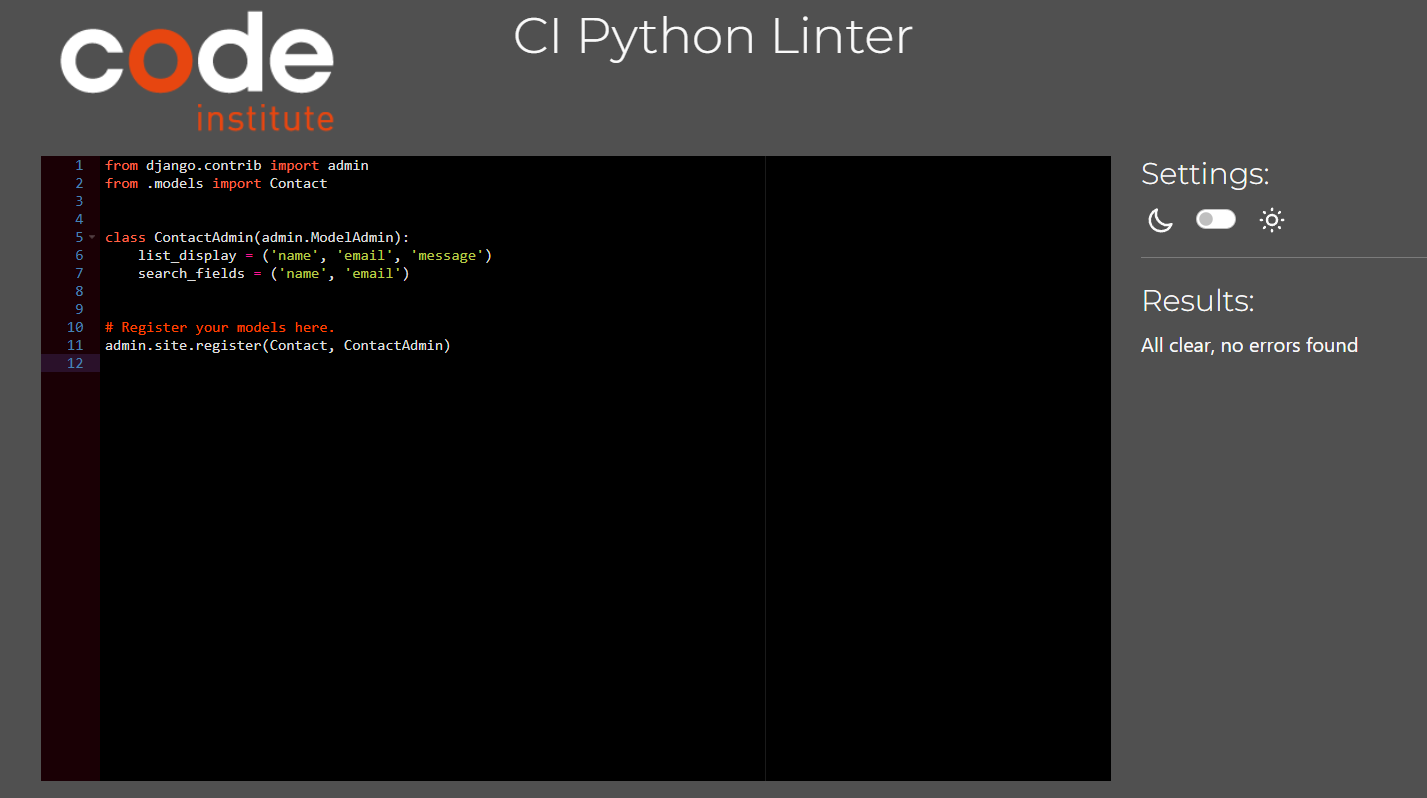 code
institute
CI Python Linter
1 from django.contrib import admin
2 from .models import Contact
3
4
5 class ContactAdmin(admin.ModelAdmin):
6     list_display = ('name', 'email', 'message')
7     search_fields = ('name', 'email')
8
9
10 # Register your models here.
11 admin.site.register(Contact, ContactAdmin)
12
Settings:
Results:
All clear, no errors found